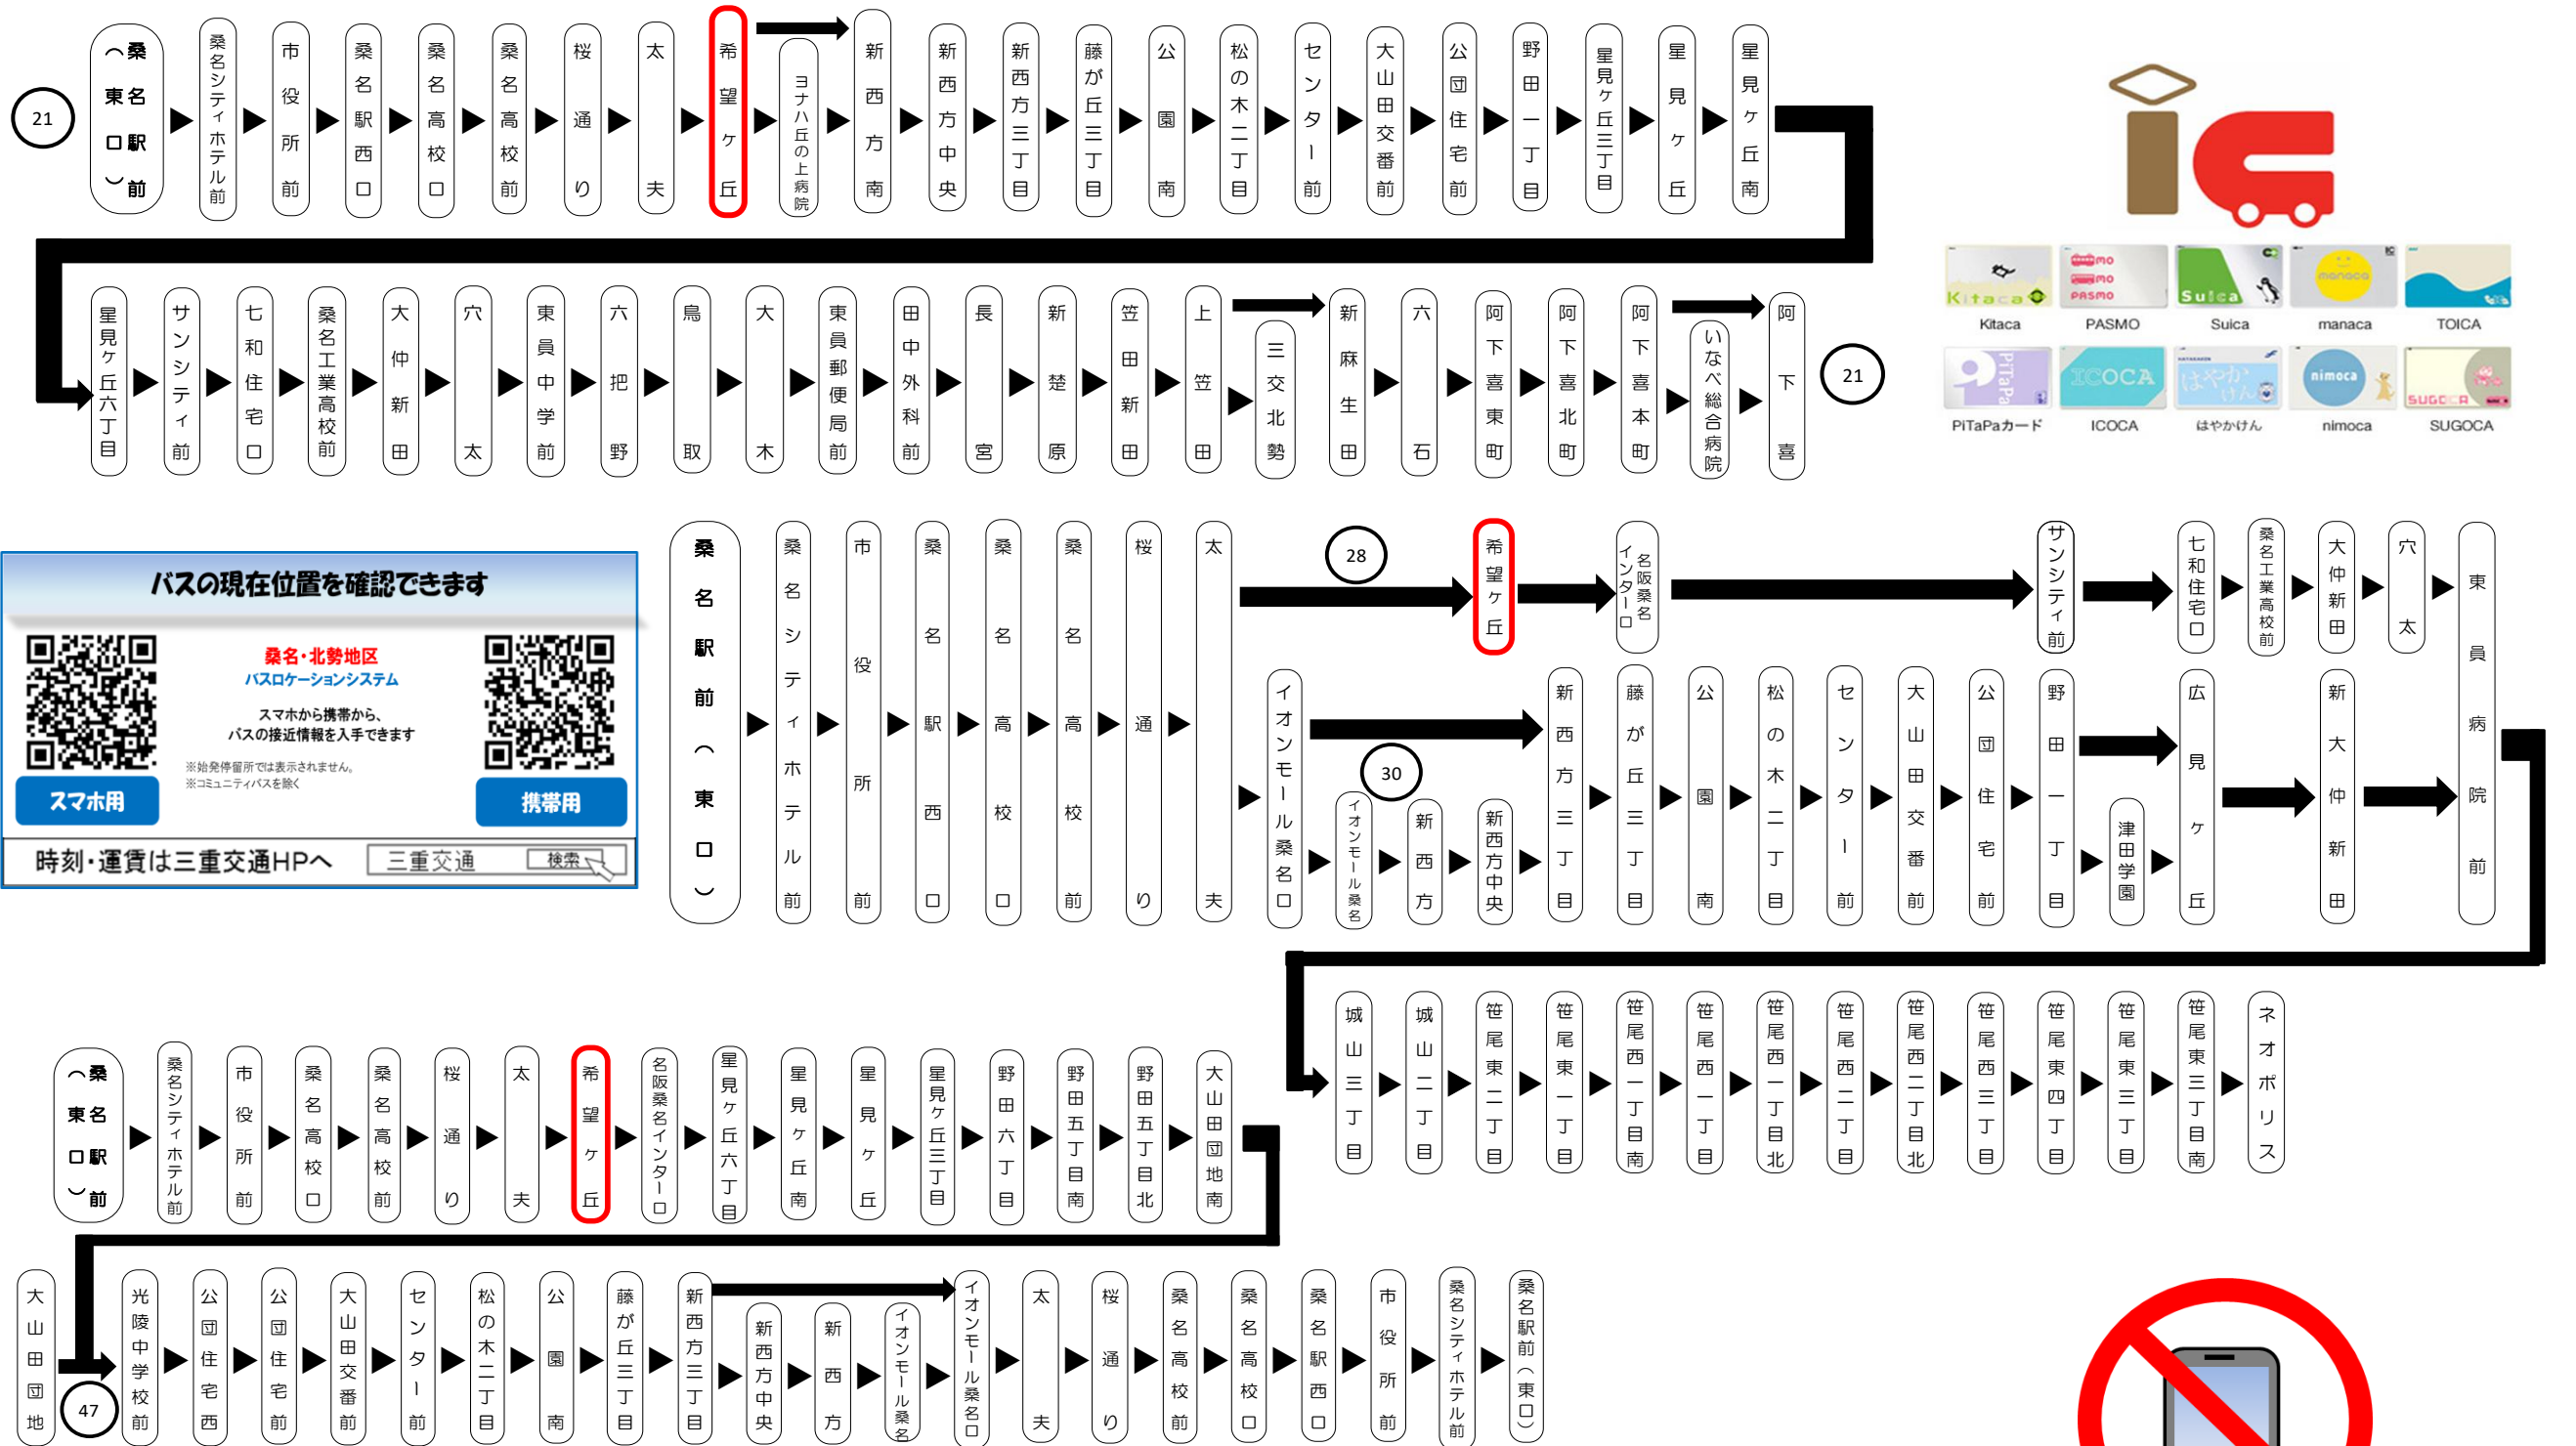 21
桑名駅前（東口）
桑名シティホテル前
市役所前
桑名駅西口
桑名高校口
桑名高校前
桜通り
太夫
希望ヶ丘
ヨナハ丘の上病院
新西方南
新西方中央
新西方三丁目
藤が丘三丁目
公園南
松の木二丁目
センター前
大山田交番前
公団住宅前
野田一丁目
星見ヶ丘三丁目
星見ヶ丘
星見ヶ丘南
星見ヶ丘六丁目
サンシティ前
七和住宅口
桑名工業高校前
大仲新田
穴太
東員中学前
六把野
鳥取
大木
東員郵便局前
田中外科前
長宮
新楚原
笠田新田
上笠田
三交北勢
新麻生田
六石
阿下喜東町
阿下喜北町
阿下喜本町
いなべ総合病院
阿下喜
21
Kitaca
PASMO
Suica
manaca
TOICA
PiTaPaカード
ICOCA
はやかけん
nimoca
SUGOCA
バスの現在位置を確認できます
桑名・北勢地区
バスロケーションシステム
スマホから携帯から、
バスの接近情報を入手できます
※始発停留所では表示されません。
※コミュニティバスを除く
スマホ用
携帯用
時刻・運賃は三重交通HPへ
三重交通
検索
桑名駅前（東口）
桑名シティホテル前
市役所前
桑名駅西口
桑名高校口
桑名高校前
桜通り
太夫
28
希望ヶ丘
名阪桑名インター口
サンシティ前
七和住宅口
桑名工業高校前
大仲新田
穴太
東員病院前
イオンモール桑名口
30
イオンモール桑名
新西方
新西方中央
新西方三丁目
藤が丘三丁目
公園南
松の木二丁目
センター前
大山田交番前
公団住宅前
野田一丁目
津田学園
広見ヶ丘
新大仲新田
城山三丁目
城山二丁目
笹尾東二丁目
笹尾東一丁目
笹尾西一丁目南
笹尾西一丁目
笹尾西一丁目北
笹尾西二丁目
笹尾西二丁目北
笹尾西三丁目
笹尾東四丁目
笹尾東三丁目
笹尾東三丁目南
ネオポリス
桑名駅前（東口）
桑名シティホテル前
市役所前
桑名高校口
桑名高校前
桜通り
太夫
希望ヶ丘
名阪桑名インター口
星見ヶ丘六丁目
星見ヶ丘南
星見ヶ丘
星見ヶ丘三丁目
野田六丁目
野田五丁目南
野田五丁目北
大山田団地南
大山田団地
47
光陵中学校前
公団住宅西
公団住宅前
大山田交番前
センター前
松の木二丁目
公園南
藤が丘三丁目
新西方三丁目
新西方中央
新西方
イオンモール桑名
イオンモール桑名口
太夫
桜通り
桑名高校前
桑名高校口
桑名駅西口
市役所前
桑名シティホテル前
桑名駅前（東口）